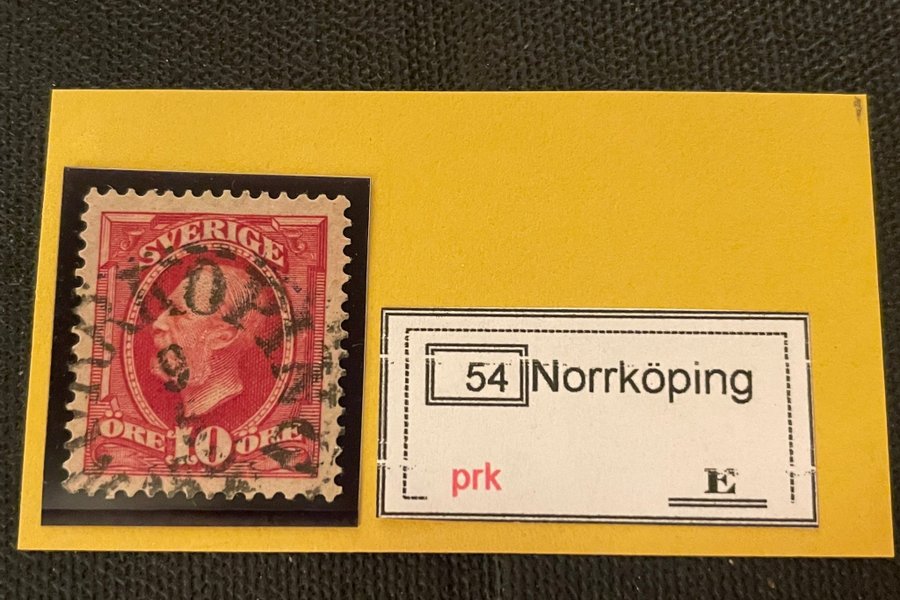 SVERIGE
ÖRE 10 ÖRE
54 Norrköping
prk
E